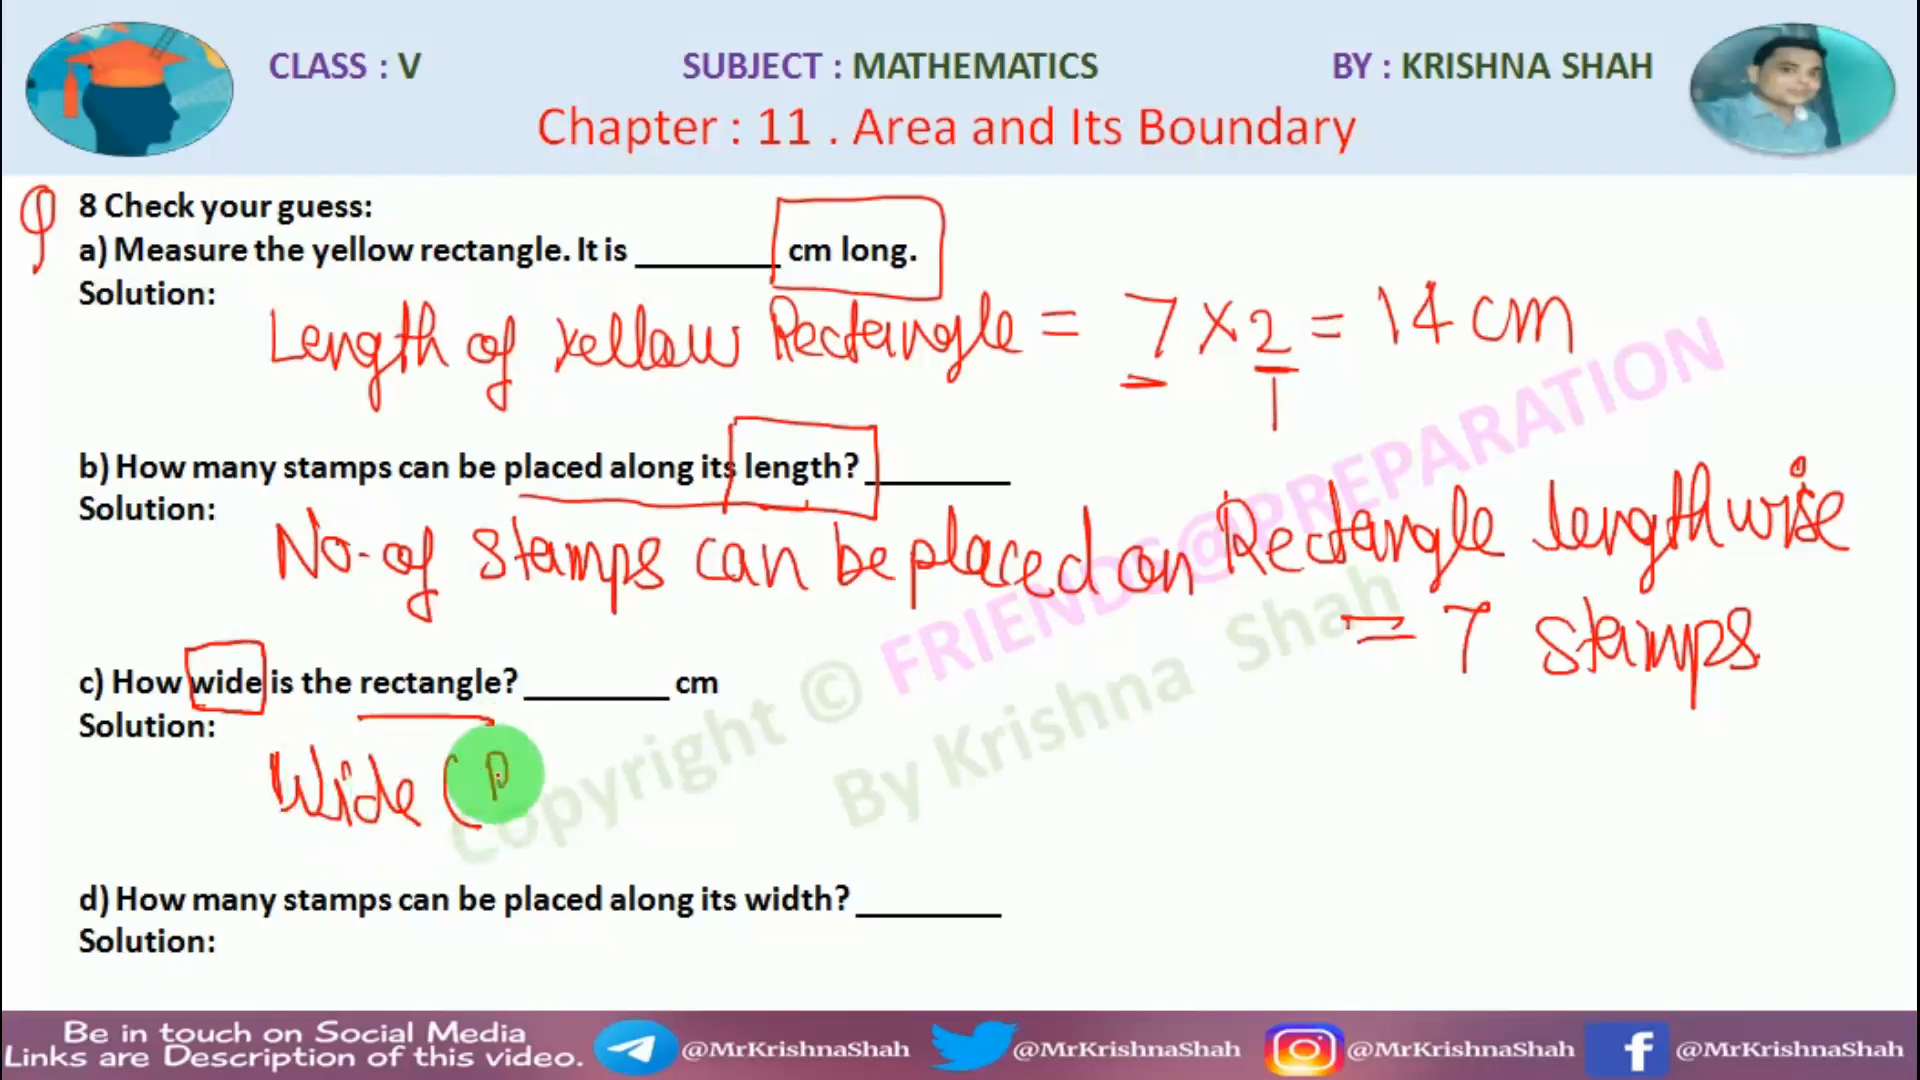 CLASS : V SUBJECT : MATHEMATICS BY : KRISHNA SHAH
Chapter : 11 . Area and Its Boundary
8 Check your guess:
a) Measure the yellow rectangle. It is ________ cm long.
Solution:
Length of Yellow Rectangle = 7 × 2 = 14 cm
b) How many stamps can be placed along its length? ________
Solution:
No. of stamps can be placed on Rectangle lengthwise
= 7 stamps
c) How wide is the rectangle? ________ cm
Solution:
Wide (B
d) How many stamps can be placed along its width? ________
Solution:
Copyright © FRIENDS@PREPARATION
By Krishna Shah
Be in touch on Social Media
Links are Description of this video.
@MrKrishnaShah @MrKrishnaShah @MrKrishnaShah @MrKrishnaShah